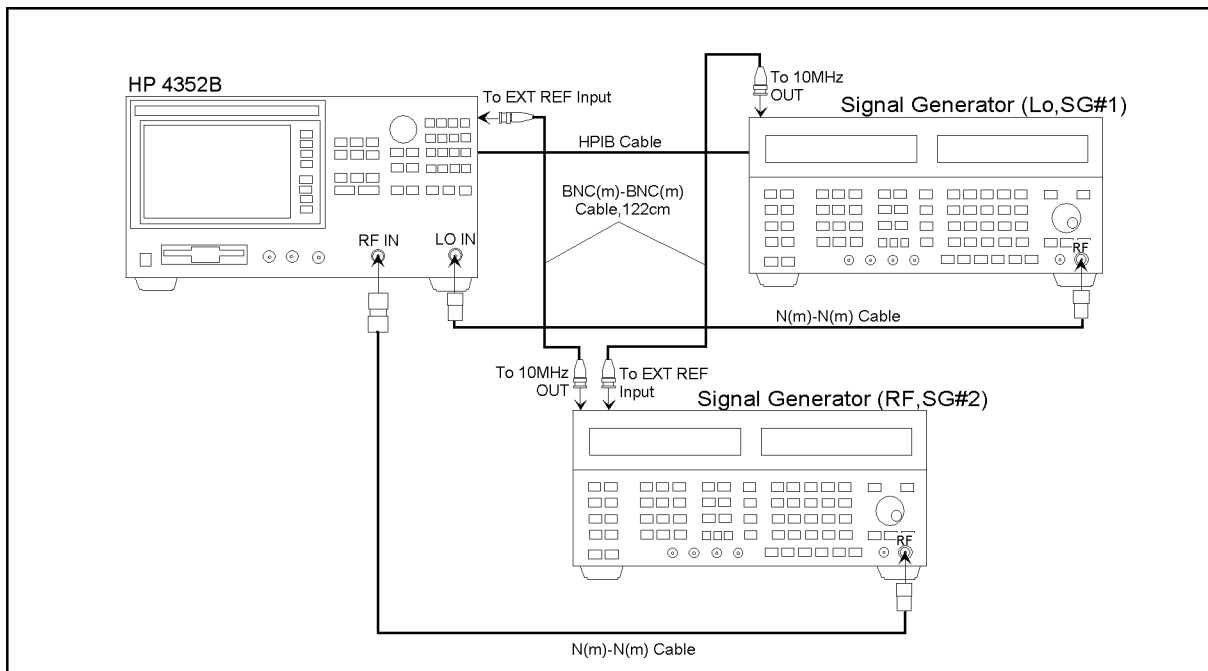 HP 4352B
To EXT REF Input
To 10MHz
OUT
Signal Generator (Lo,SG#1)
HPIB Cable
BNC(m)-BNC(m)
Cable,122cm
RF IN
LO IN
RF
N(m)-N(m) Cable
To 10MHz
OUT
To EXT REF
Input
Signal Generator (RF,SG#2)
RF
N(m)-N(m) Cable